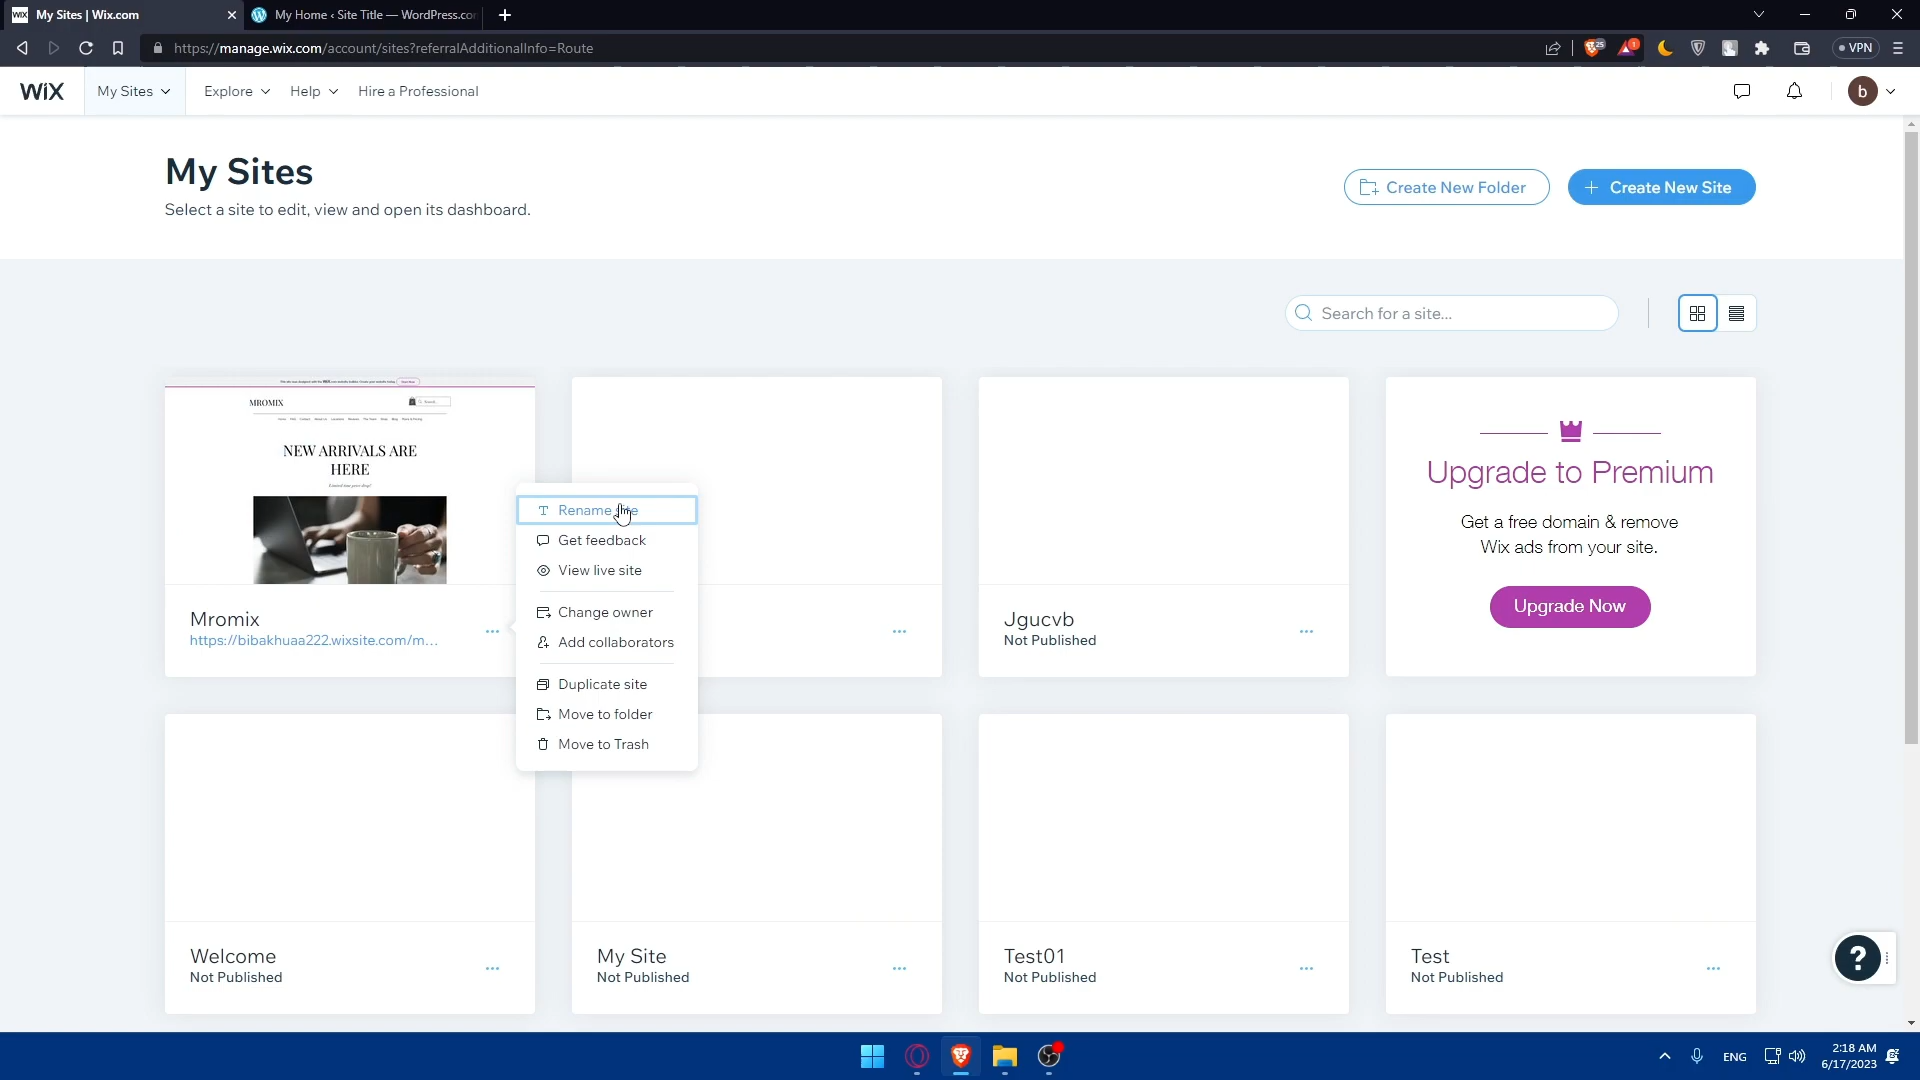 WIX My Sites | Wix.com
My Home ‹ Site Title — WordPress.com
https://manage.wix.com/account/sites?referralAdditionalInfo=Route
25
1
VPN
WIX My Sites Explore Help Hire a Professional
b
My Sites
Select a site to edit, view and open its dashboard.
Create New Folder
+ Create New Site
Search for a site...
MROMIX
NEW ARRIVALS ARE
HERE
Mromix
https://bibakhuaa222.wixsite.com/m...
...
Rename
Get feedback
View live site
Change owner
Add collaborators
Duplicate site
Move to folder
Move to Trash
...
Jgucvb
Not Published
...
Upgrade to Premium
Get a free domain & remove
Wix ads from your site.
Upgrade Now
Welcome
Not Published
...
My Site
Not Published
...
Test01
Not Published
...
Test
Not Published
...
?
ENG
2:18 AM
6/17/2023